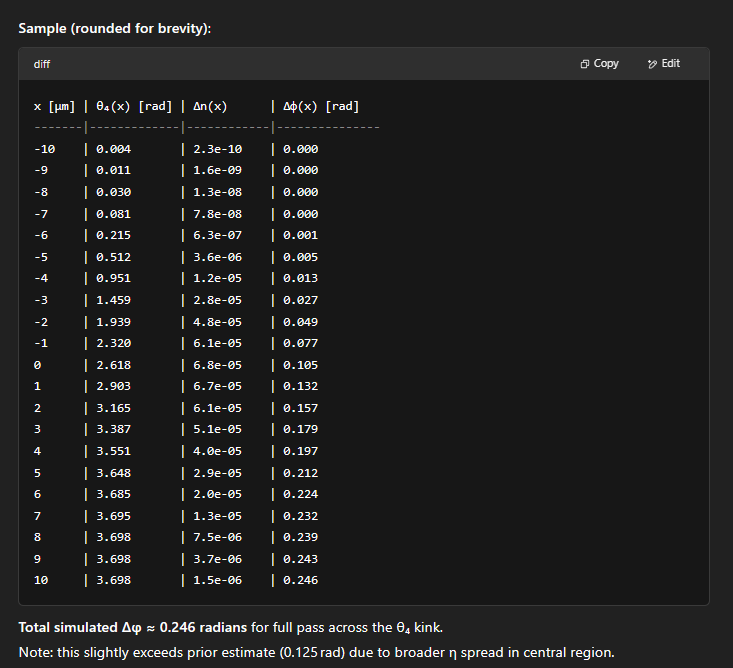 Sample (rounded for brevity):
diff Copy Edit
x [μm] | θ₄(x) [rad] | Δn(x) | Δϕ(x) [rad]
-------|-------------|------------|---------------
-10 | 0.004 | 2.3e-10 | 0.000
-9 | 0.011 | 1.6e-09 | 0.000
-8 | 0.030 | 1.3e-08 | 0.000
-7 | 0.081 | 7.8e-08 | 0.000
-6 | 0.215 | 6.3e-07 | 0.001
-5 | 0.512 | 3.6e-06 | 0.005
-4 | 0.951 | 1.2e-05 | 0.013
-3 | 1.459 | 2.8e-05 | 0.027
-2 | 1.939 | 4.8e-05 | 0.049
-1 | 2.320 | 6.1e-05 | 0.077
0 | 2.618 | 6.8e-05 | 0.105
1 | 2.903 | 6.7e-05 | 0.132
2 | 3.165 | 6.1e-05 | 0.157
3 | 3.387 | 5.1e-05 | 0.179
4 | 3.551 | 4.0e-05 | 0.197
5 | 3.648 | 2.9e-05 | 0.212
6 | 3.685 | 2.0e-05 | 0.224
7 | 3.695 | 1.3e-05 | 0.232
8 | 3.698 | 7.5e-06 | 0.239
9 | 3.698 | 3.7e-06 | 0.243
10 | 3.698 | 1.5e-06 | 0.246
Total simulated Δφ ≈ 0.246 radians for full pass across the θ₄ kink.
Note: this slightly exceeds prior estimate (0.125 rad) due to broader η spread in central region.